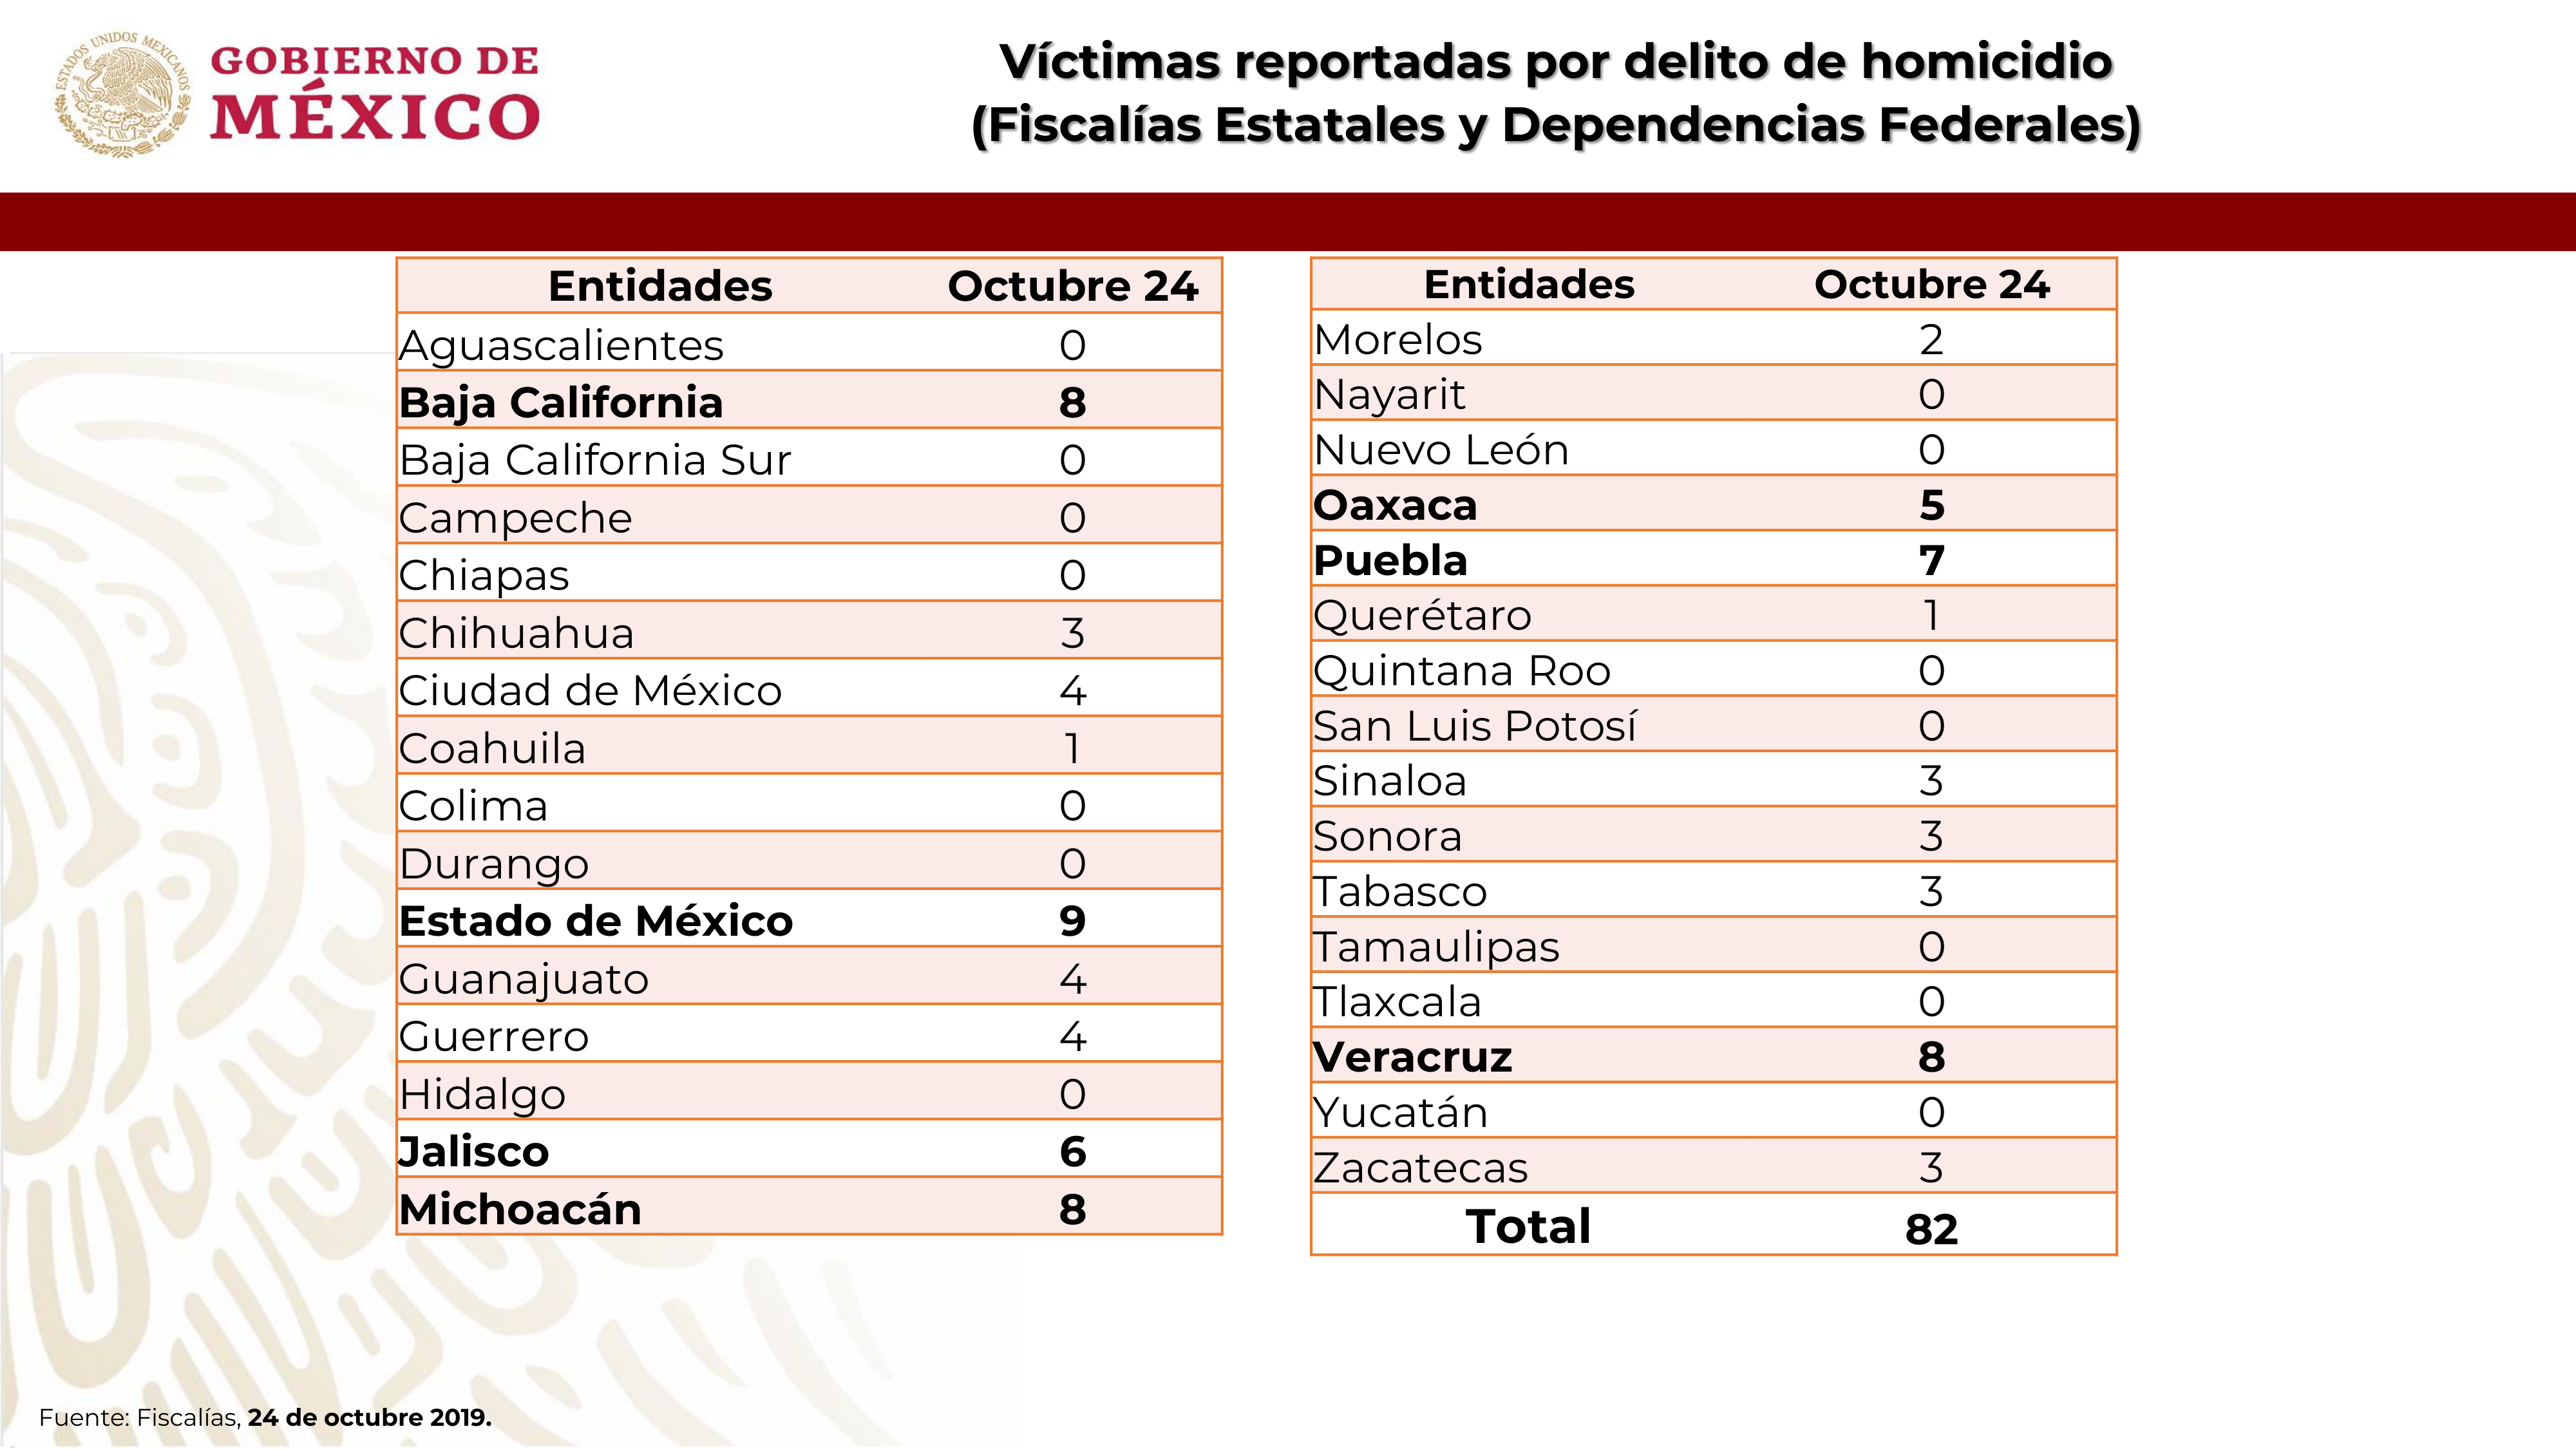 ESTADOS UNIDOS MEXICANOS
GOBIERNO DE
MÉXICO
Víctimas reportadas por delito de homicidio
(Fiscalías Estatales y Dependencias Federales)
Entidades Octubre 24
Aguascalientes 0
Baja California 8
Baja California Sur 0
Campeche 0
Chiapas 0
Chihuahua 3
Ciudad de México 4
Coahuila 1
Colima 0
Durango 0
Estado de México 9
Guanajuato 4
Guerrero 4
Hidalgo 0
Jalisco 6
Michoacán 8
Entidades Octubre 24
Morelos 2
Nayarit 0
Nuevo León 0
Oaxaca 5
Puebla 7
Querétaro 1
Quintana Roo 0
San Luis Potosí 0
Sinaloa 3
Sonora 3
Tabasco 3
Tamaulipas 0
Tlaxcala 0
Veracruz 8
Yucatán 0
Zacatecas 3
Total 82
Fuente: Fiscalías, 24 de octubre 2019.